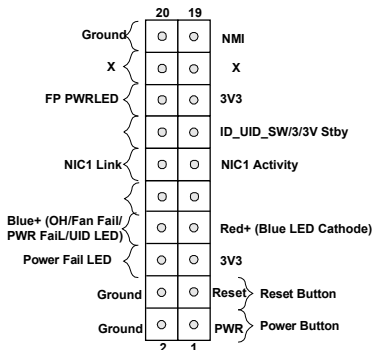 20 19
Ground NMI
X X
FP PWRLED 3V3
ID_UID_SW/3/3V Stby
NIC1 Link NIC1 Activity
Blue+ (OH/Fan Fail/
PWR FaiL/UID LED) Red+ (Blue LED Cathode)
Power Fail LED 3V3
Ground Reset Reset Button
Ground PWR Power Button
2 1